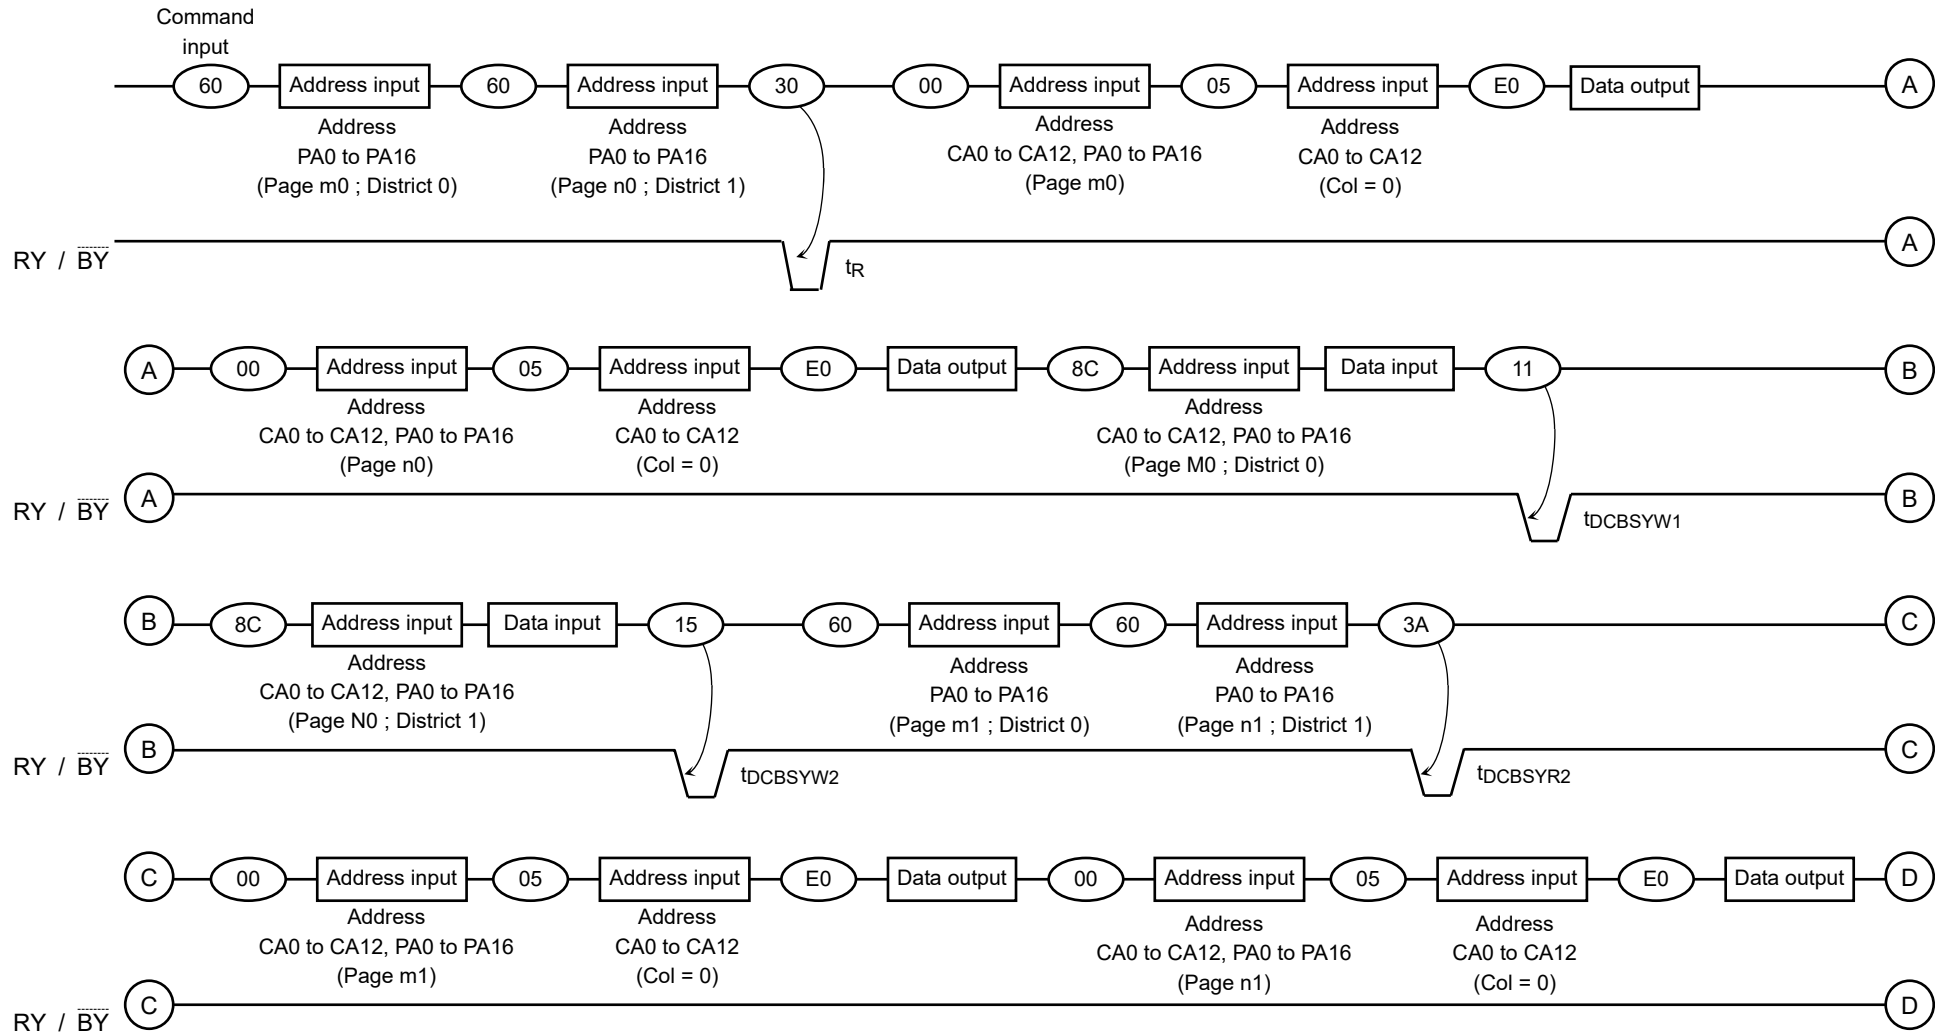 Command
input
60 Address input 60 Address input 30 00 Address input 05 Address input E0 Data output A
Address Address Address Address
PA0 to PA16 PA0 to PA16 CA0 to CA12, PA0 to PA16 CA0 to CA12
(Page m0 ; District 0) (Page n0 ; District 1) (Page m0) (Col = 0)
RY / BY tR A
A 00 Address input 05 Address input E0 Data output 8C Address input Data input 11 B
Address Address Address
CA0 to CA12, PA0 to PA16 CA0 to CA12 CA0 to CA12, PA0 to PA16
(Page n0) (Col = 0) (Page M0 ; District 0)
RY / BY A tDCBSYW1 B
B 8C Address input Data input 15 60 Address input 60 Address input 3A C
Address Address Address
CA0 to CA12, PA0 to PA16 PA0 to PA16 PA0 to PA16
(Page N0 ; District 1) (Page m1 ; District 0) (Page n1 ; District 1)
RY / BY B tDCBSYW2 tDCBSYR2 C
C 00 Address input 05 Address input E0 Data output 00 Address input 05 Address input E0 Data output D
Address Address Address Address
CA0 to CA12, PA0 to PA16 CA0 to CA12 CA0 to CA12, PA0 to PA16 CA0 to CA12
(Page m1) (Col = 0) (Page n1) (Col = 0)
RY / BY C D